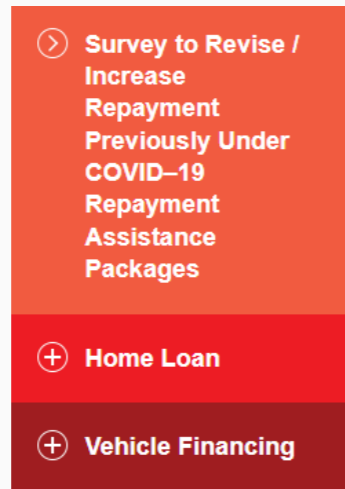 Survey to Revise /
Increase
Repayment
Previously Under
COVID–19
Repayment
Assistance
Packages
Home Loan
Vehicle Financing